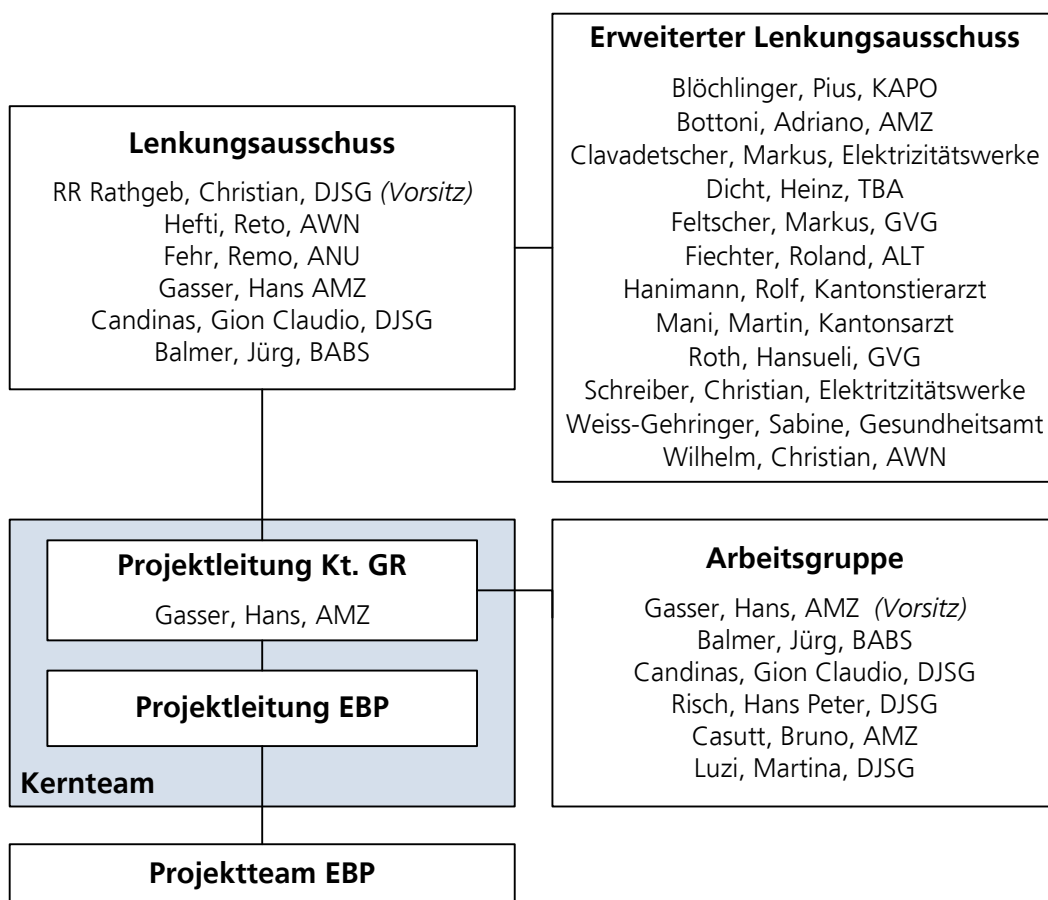 Lenkungsausschuss
RR Rathgeb, Christian, DJSG (Vorsitz)
Hefti, Reto, AWN
Fehr, Remo, ANU
Gasser, Hans AMZ
Candinas, Gion Claudio, DJSG
Balmer, Jürg, BABS
Erweiterter Lenkungsausschuss
Blöchlinger, Pius, KAPO
Bottoni, Adriano, AMZ
Clavadetscher, Markus, Elektrizitätswerke
Dicht, Heinz, TBA
Feltscher, Markus, GVG
Fiechter, Roland, ALT
Hanimann, Rolf, Kantonstierarzt
Mani, Martin, Kantonsarzt
Roth, Hansueli, GVG
Schreiber, Christian, Elektritzitätswerke
Weiss-Gehringer, Sabine, Gesundheitsamt
Wilhelm, Christian, AWN
Projektleitung Kt. GR
Gasser, Hans, AMZ
Projektleitung EBP
Kernteam
Arbeitsgruppe
Gasser, Hans, AMZ (Vorsitz)
Balmer, Jürg, BABS
Candinas, Gion Claudio, DJSG
Risch, Hans Peter, DJSG
Casutt, Bruno, AMZ
Luzi, Martina, DJSG
Projektteam EBP